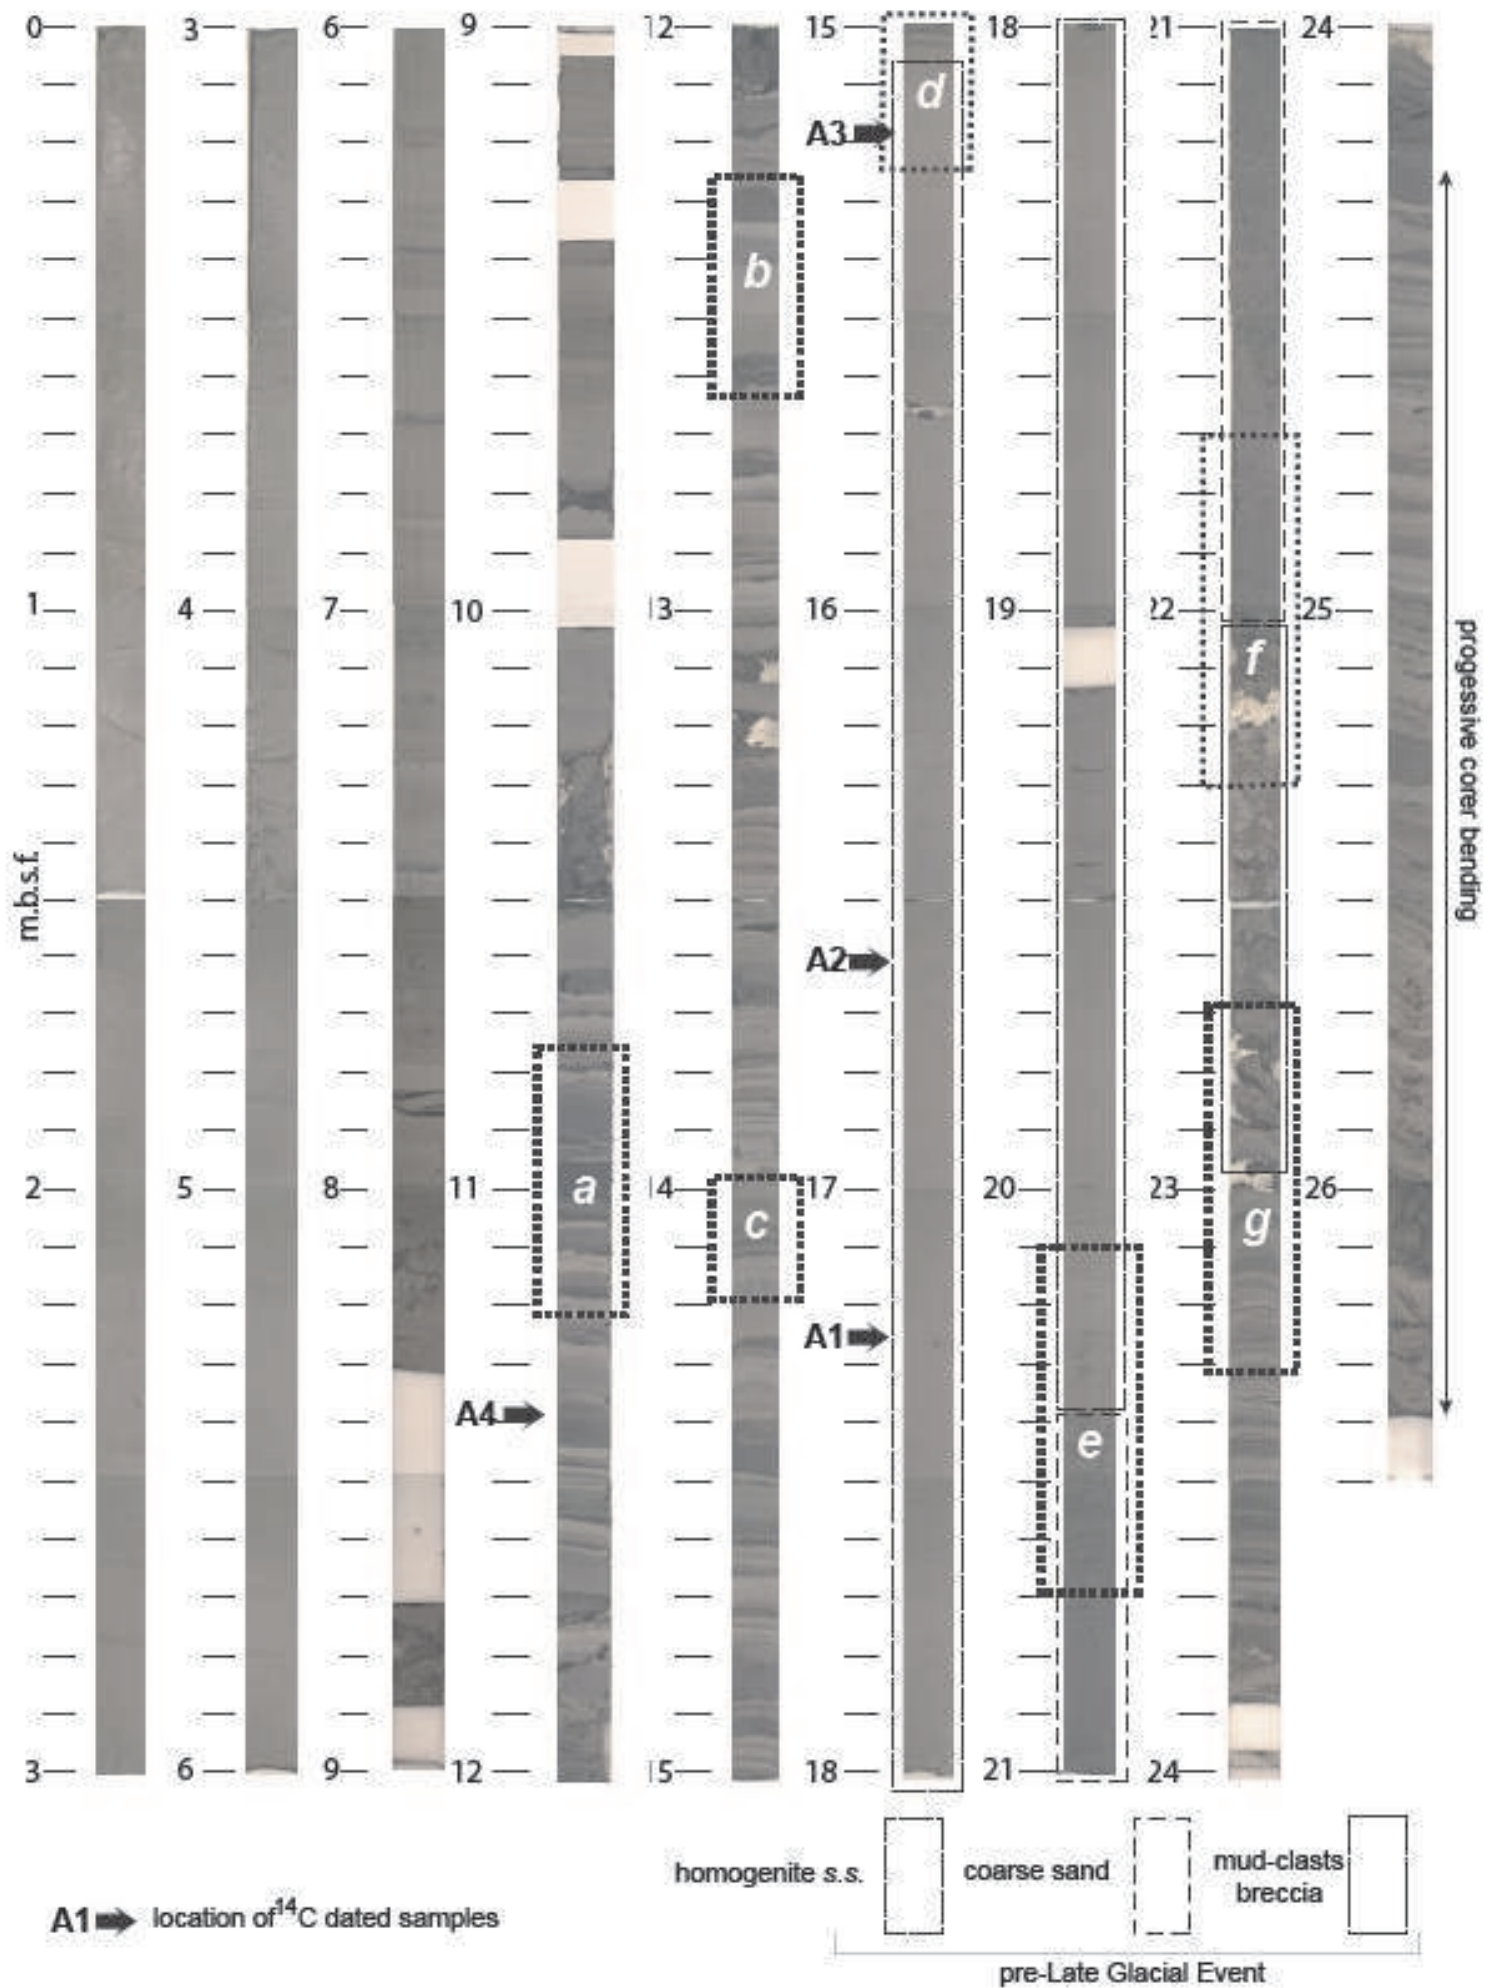 0 3 6 9 12 15 18 21 24
d
A3
b
1 4 7 10 13 16 19 22 25
f
m.b.s.f.
progessive corer bending
A2
2 5 8 11 a 14 17 20 23 26
c
g
A1
A4
e
3 6 9 12 15 18 21 24
homogenite s.s. coarse sand mud-clasts
breccia
A1 location of 14C dated samples
pre-Late Glacial Event